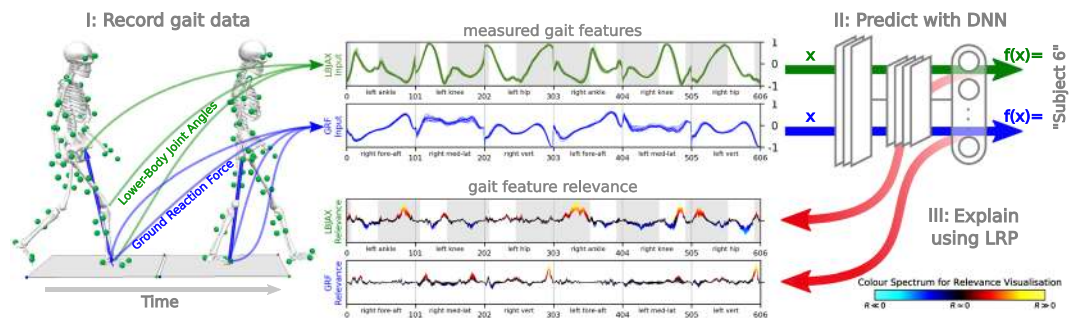 I: Record gait data
Lower-Body Joint Angles
Ground Reaction Force
Time
measured gait features
LBJAX
Input
1
0
-1
left ankle left knee left hip right ankle right knee right hip
0 101 202 303 404 505 606
GRF
Input
1
0
-1
right fore-aft right med-lat right vert left fore-aft left med-lat left vert
0 101 202 303 404 505 606
gait feature relevance
LBJAX
Relevance
left ankle left knee left hip right ankle right knee right hip
0 101 202 303 404 505 606
GRF
Relevance
right fore-aft right med-lat right vert left fore-aft left med-lat left vert
0 101 202 303 404 505 606
II: Predict with DNN
x f(x)=
x f(x)=
"Subject 6"
III: Explain
using LRP
Colour Spectrum for Relevance Visualisation
R≪0 R≈0 R≫0